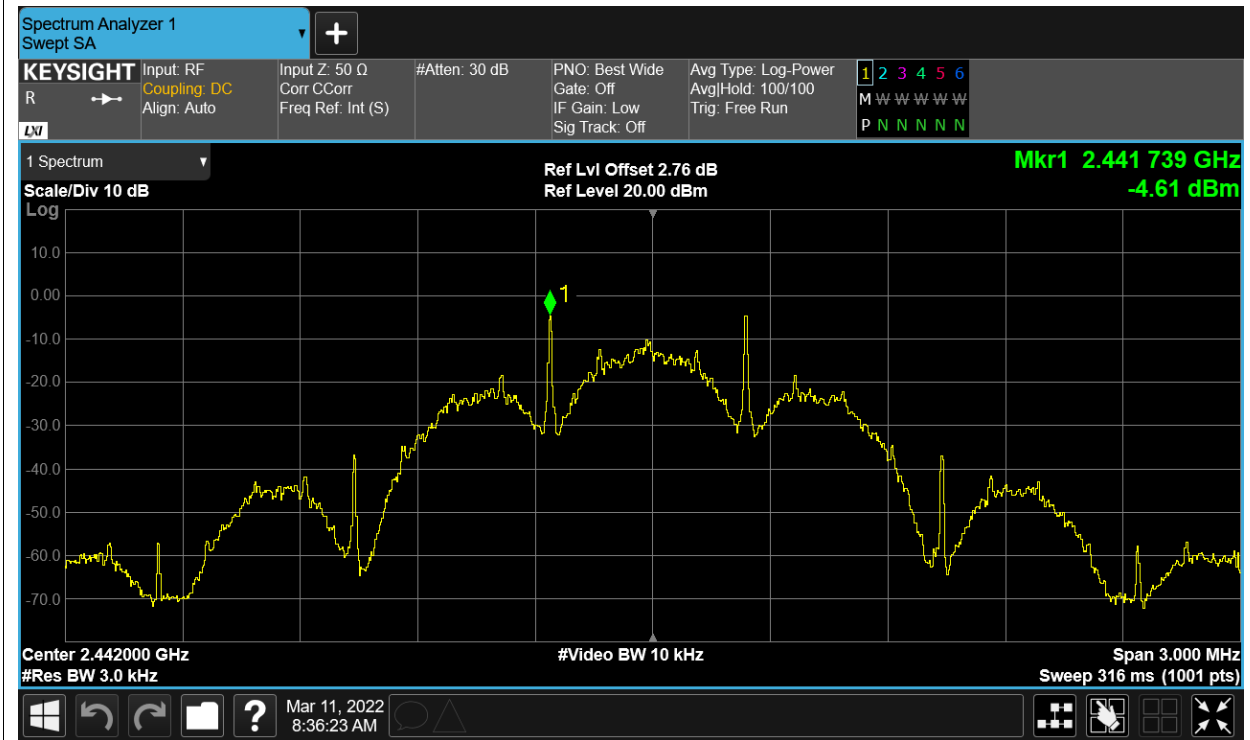 Spectrum Analyzer 1
Swept SA
KEYSIGHT
R
LXI
Input: RF
Coupling: DC
Align: Auto
Input Z: 50 Ω
Corr CCorr
Freq Ref: Int (S)
#Atten: 30 dB
PNO: Best Wide
Gate: Off
IF Gain: Low
Sig Track: Off
Avg Type: Log-Power
Avg|Hold: 100/100
Trig: Free Run
1 2 3 4 5 6
M W W W W W
P N N N N N
1 Spectrum
Scale/Div 10 dB
Log
Ref Lvl Offset 2.76 dB
Ref Level 20.00 dBm
Mkr1 2.441 739 GHz
-4.61 dBm
10.0
0.00
1
-10.0
-20.0
-30.0
-40.0
-50.0
-60.0
-70.0
Center 2.442000 GHz
#Video BW 10 kHz
Span 3.000 MHz
#Res BW 3.0 kHz
Sweep 316 ms (1001 pts)
?
Mar 11, 2022
8:36:23 AM